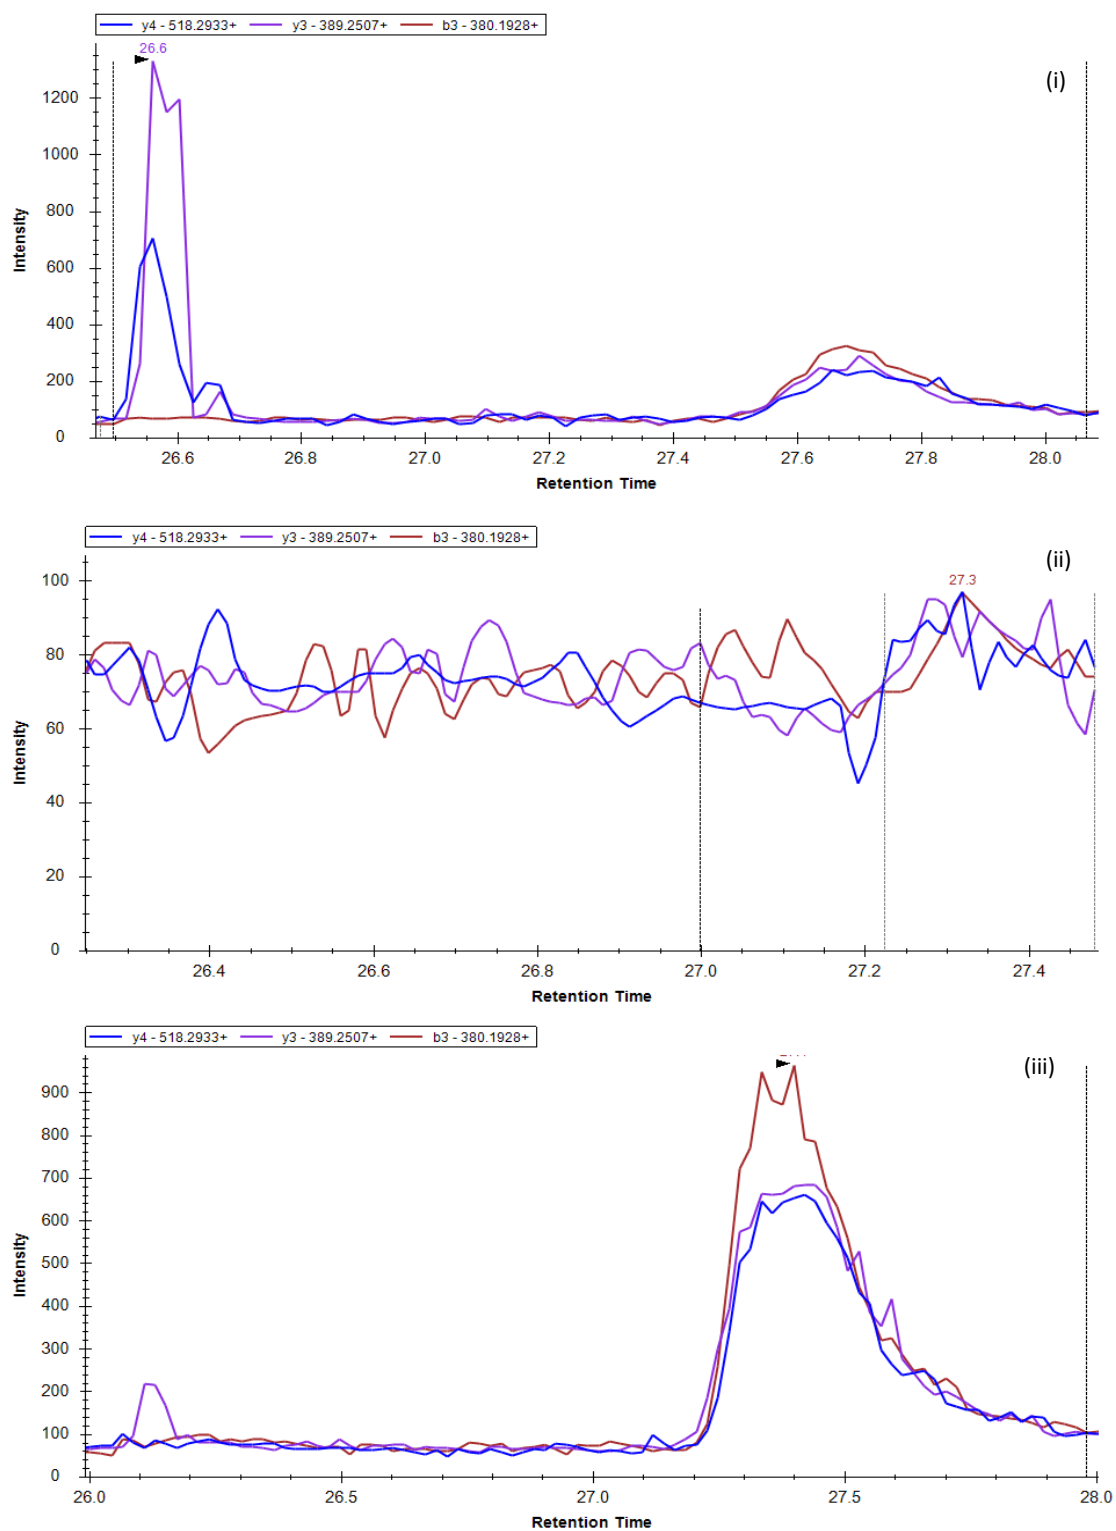 y4 - 518.2933+ y3 - 389.2507+ b3 - 380.1928+
26.6
(i)
1200
1000
800
600
400
200
0
Intensity
26.6 26.8 27.0 27.2 27.4 27.6 27.8 28.0
Retention Time
y4 - 518.2933+ y3 - 389.2507+ b3 - 380.1928+
(ii)
27.3
100
80
60
40
20
0
Intensity
26.4 26.6 26.8 27.0 27.2 27.4
Retention Time
y4 - 518.2933+ y3 - 389.2507+ b3 - 380.1928+
(iii)
900
800
700
600
500
400
300
200
100
0
Intensity
26.0 26.5 27.0 27.5 28.0
Retention Time